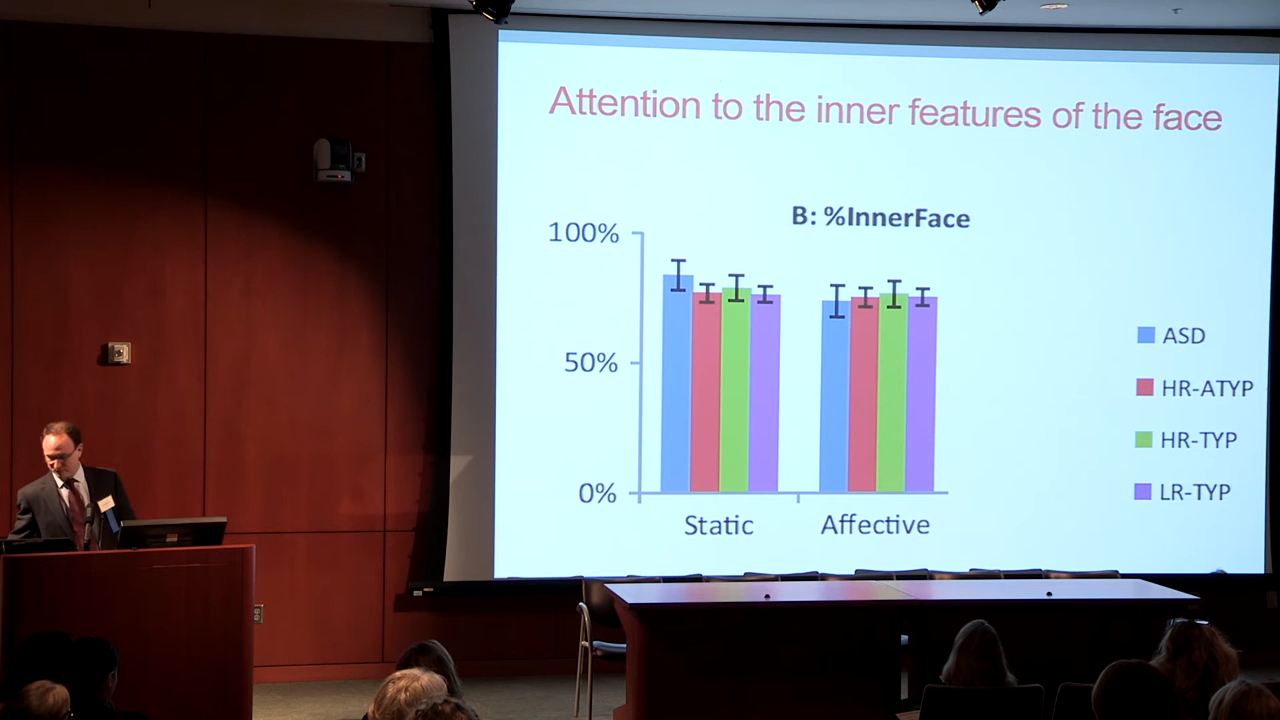 Attention to the inner features of the face
B: %InnerFace
100%
50%
0%
Static
Affective
ASD
HR-ATYP
HR-TYP
LR-TYP